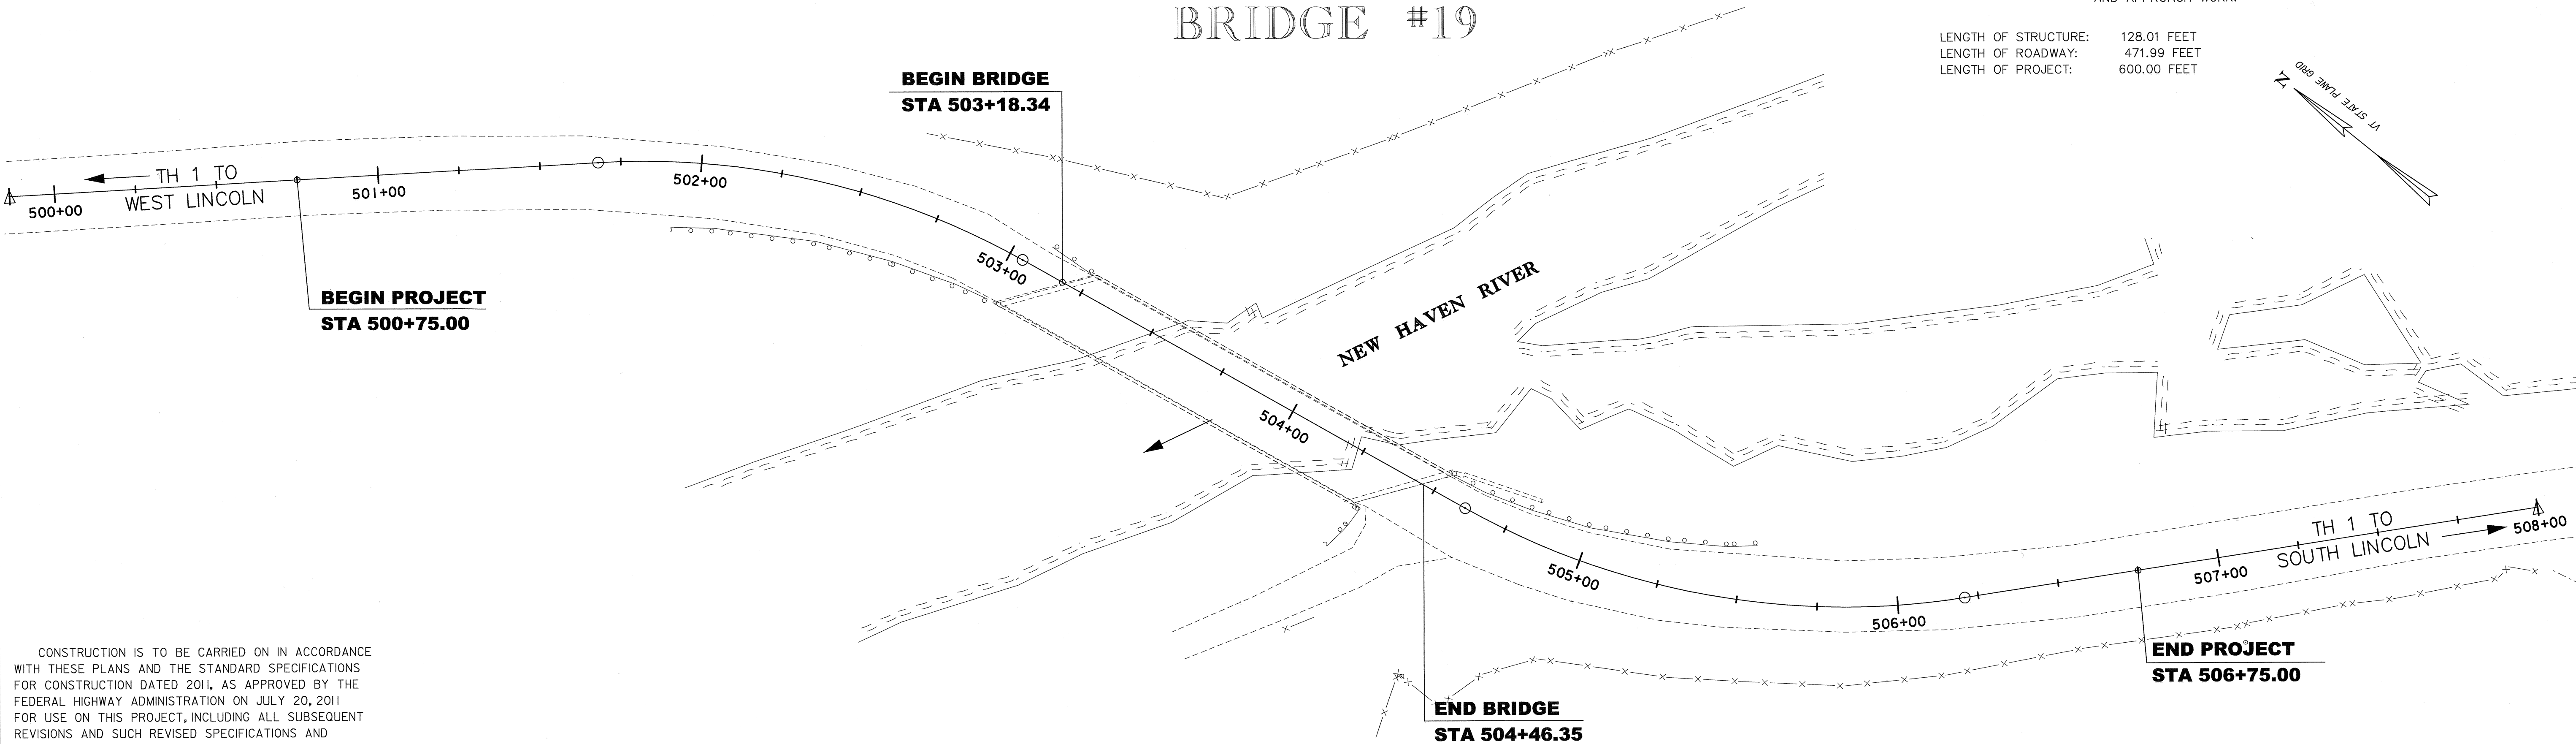 BRIDGE #19
LENGTH OF STRUCTURE: 128.01 FEET
LENGTH OF ROADWAY: 471.99 FEET
LENGTH OF PROJECT: 600.00 FEET
N
VT STATE PLANE GRID
BEGIN BRIDGE
STA 503+18.34
TH 1 TO
WEST LINCOLN
500+00
501+00
502+00
503+00
BEGIN PROJECT
STA 500+75.00
NEW HAVEN RIVER
504+00
505+00
506+00
507+00
TH 1 TO
SOUTH LINCOLN
508+00
END PROJECT
STA 506+75.00
END BRIDGE
STA 504+46.35
CONSTRUCTION IS TO BE CARRIED ON IN ACCORDANCE
WITH THESE PLANS AND THE STANDARD SPECIFICATIONS
FOR CONSTRUCTION DATED 2011, AS APPROVED BY THE
FEDERAL HIGHWAY ADMINISTRATION ON JULY 20, 2011
FOR USE ON THIS PROJECT, INCLUDING ALL SUBSEQUENT
REVISIONS AND SUCH REVISED SPECIFICATIONS AND